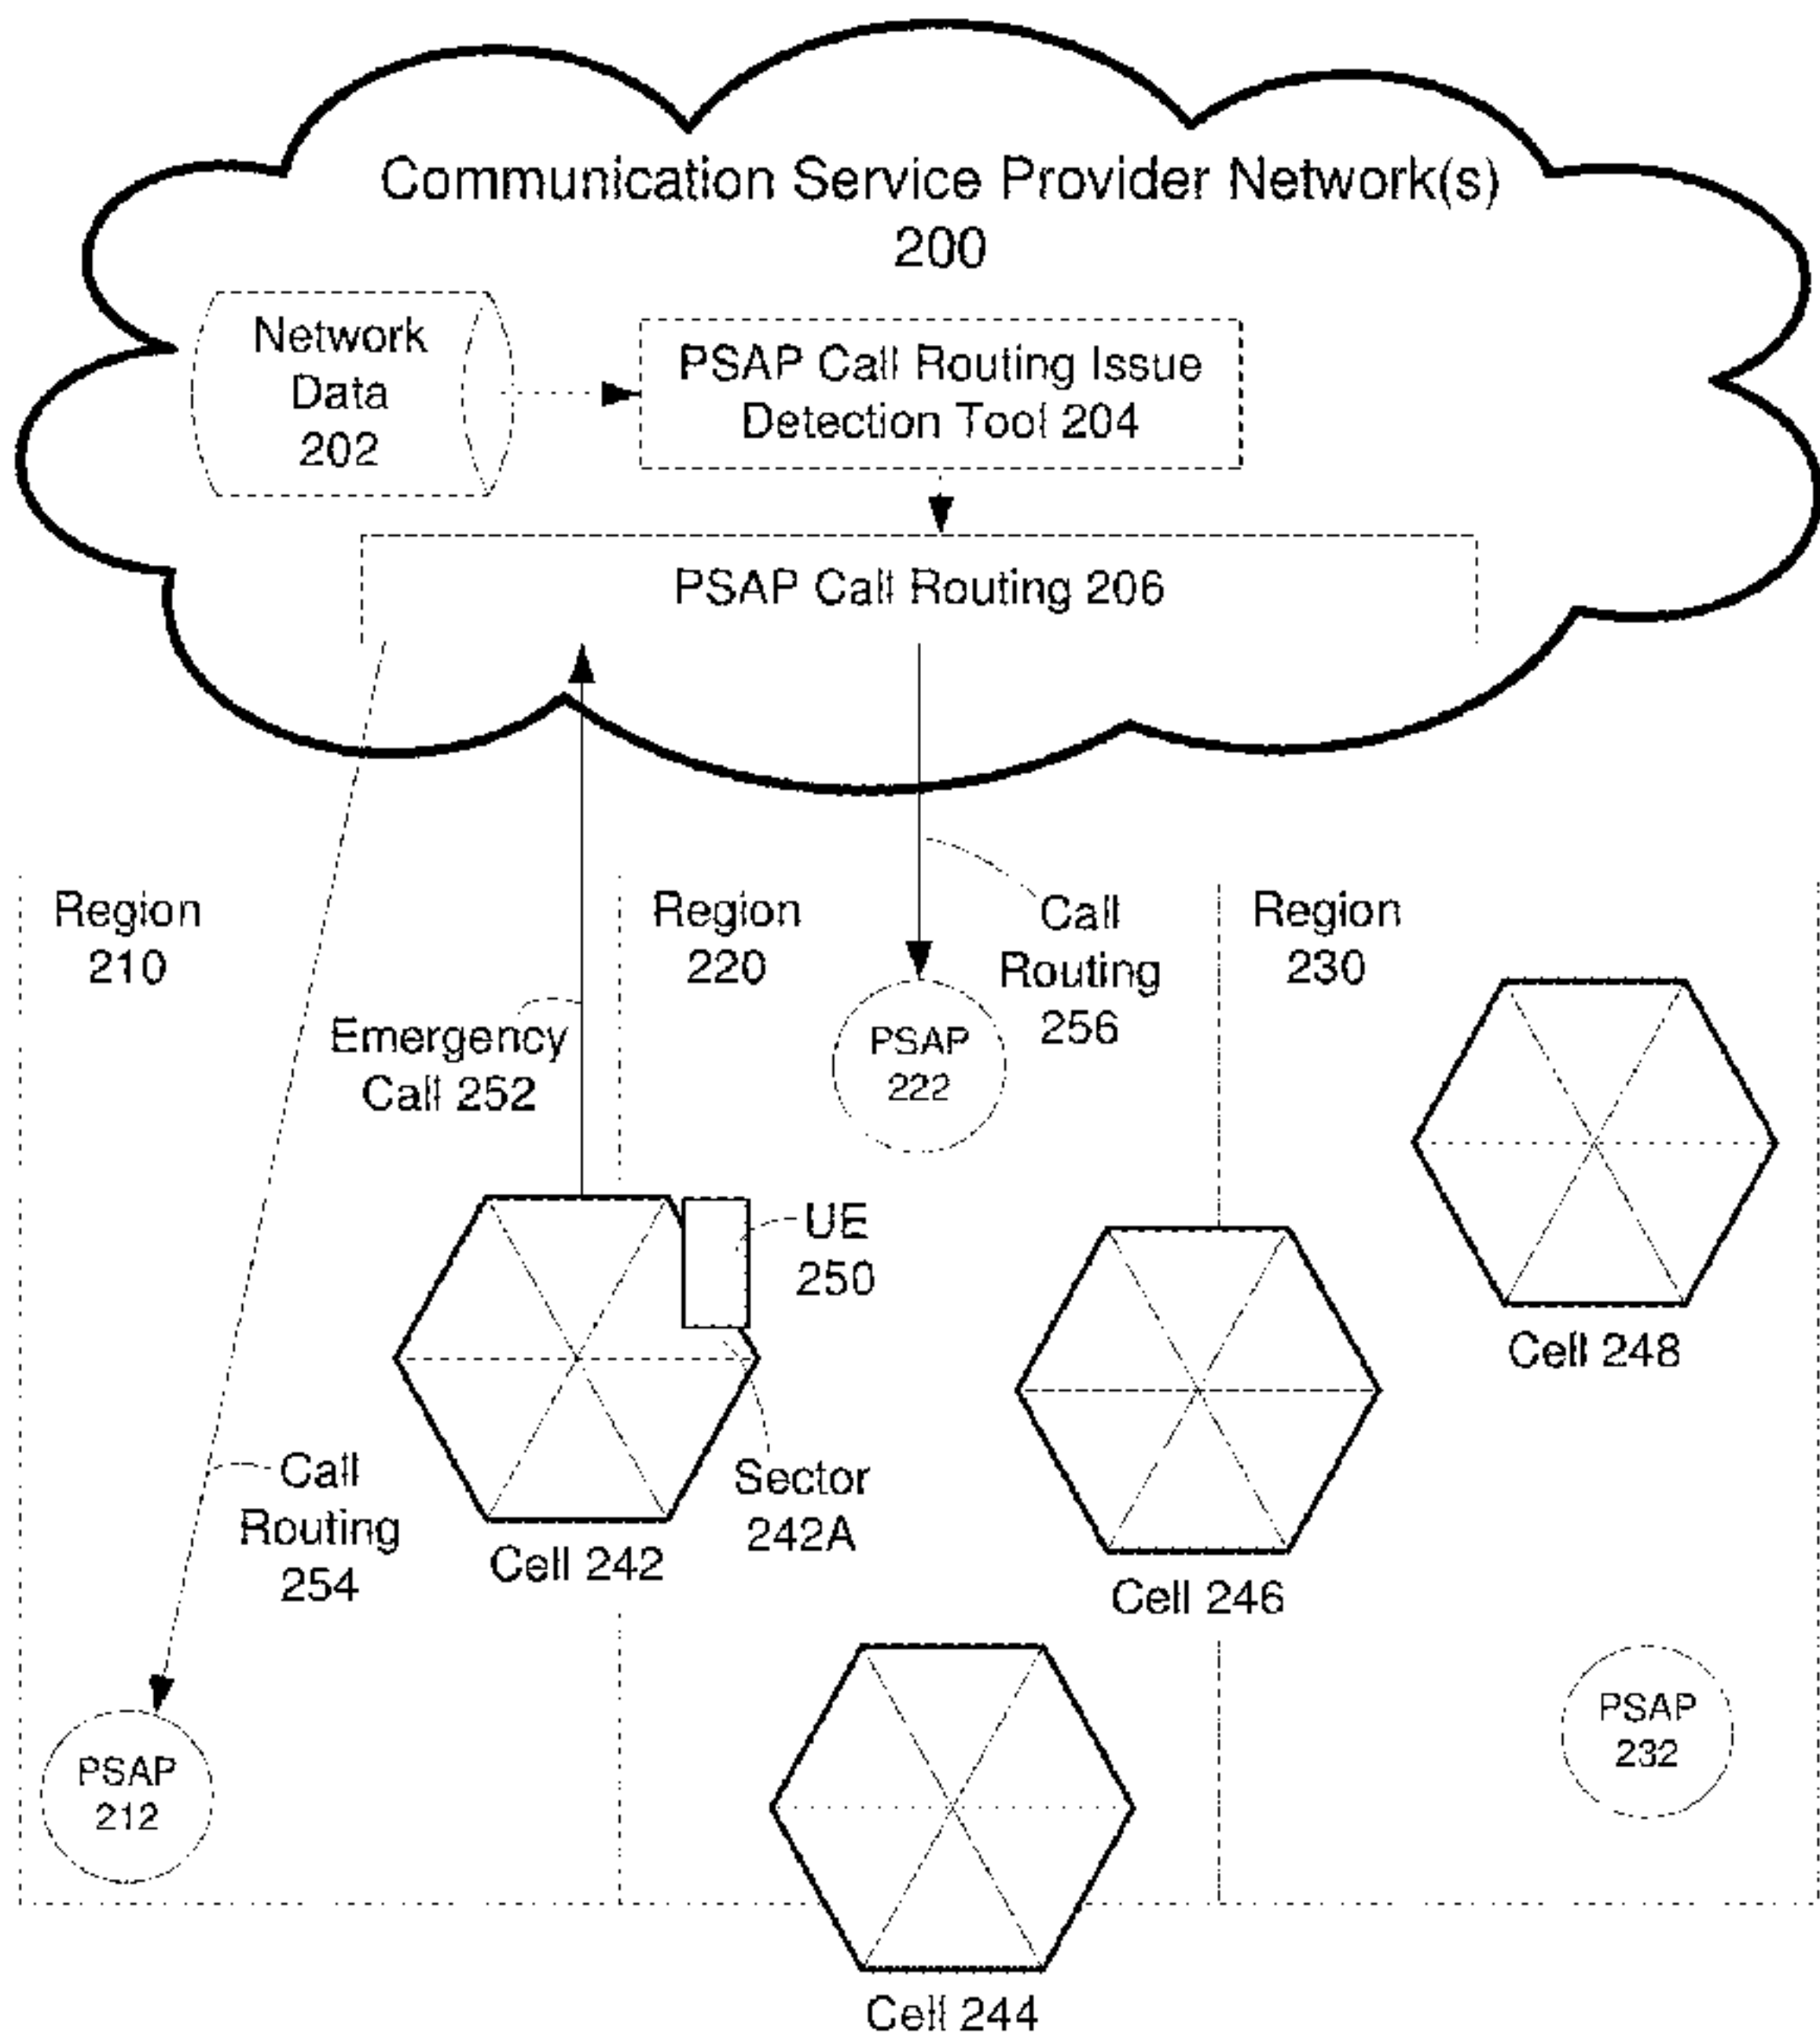 Communication Service Provider Network(s)
200
Network
Data
202
PSAP Call Routing Issue
Detection Tool 204
PSAP Call Routing 206
Region
210
Region
220
Call
Routing
256
Region
230
Emergency
Call 252
PSAP
222
UE
250
Cell 248
Sector
242A
Call
Routing
254
Cell 242
Cell 246
PSAP
212
PSAP
232
Cell 244